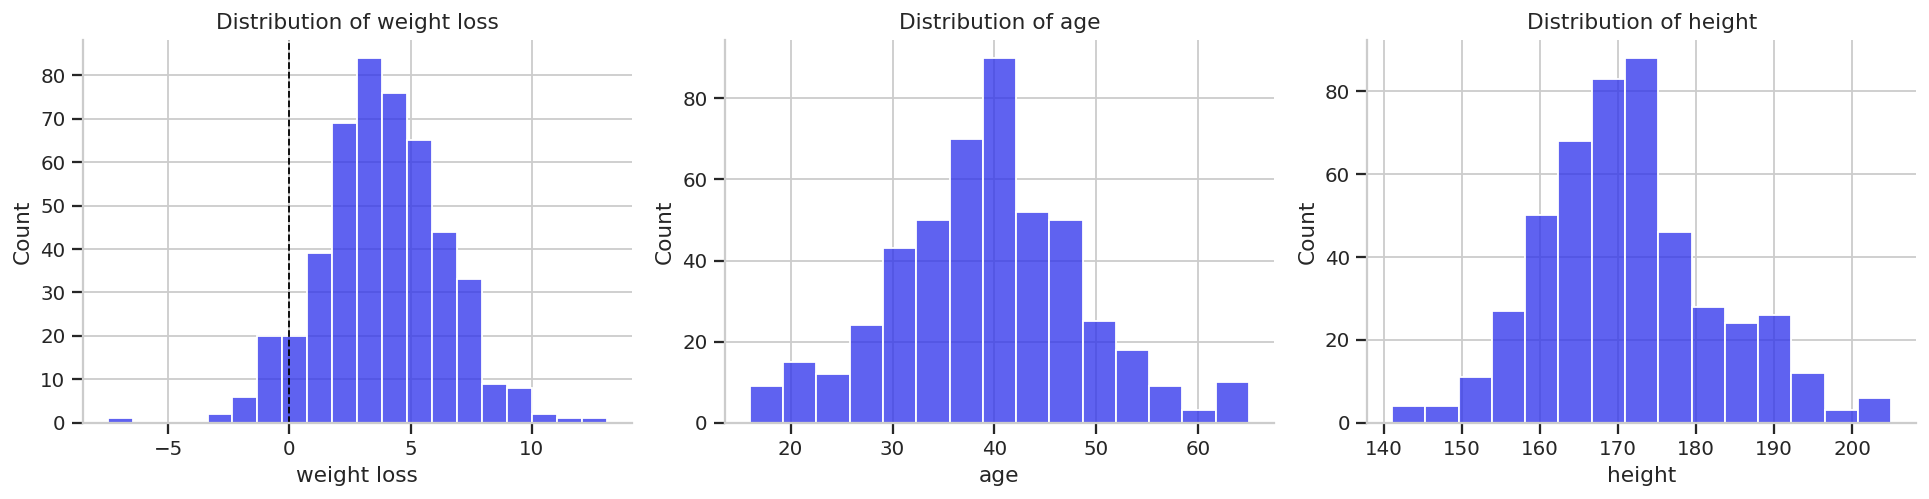 Distribution of weight loss
80
70
60
50
40
30
20
10
0
Count
−5 0 5 10
weight loss
Distribution of age
80
60
40
20
0
Count
20 30 40 50 60
age
Distribution of height
80
60
40
20
0
Count
140 150 160 170 180 190 200
height